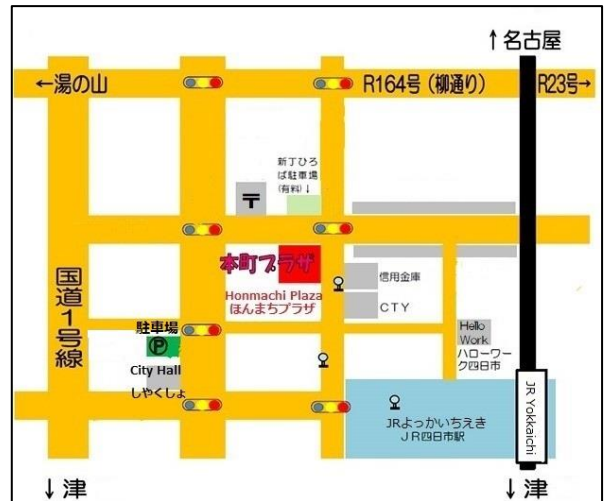 ↑名古屋
←湯の山
R164号(柳通り)
R23号→
新丁ひろ
ば駐車場
(有料)↓
〒
本町プラザ
Honmachi Plaza
ほんまちプラザ
信用金庫
CTY
国道1号線
駐車場
P
City Hall
しやくしょ
Hello
Work
ハローワー
ク四日市
JRよっかいちえき
JR四日市駅
JR Yokkaichi
↓津
↓津